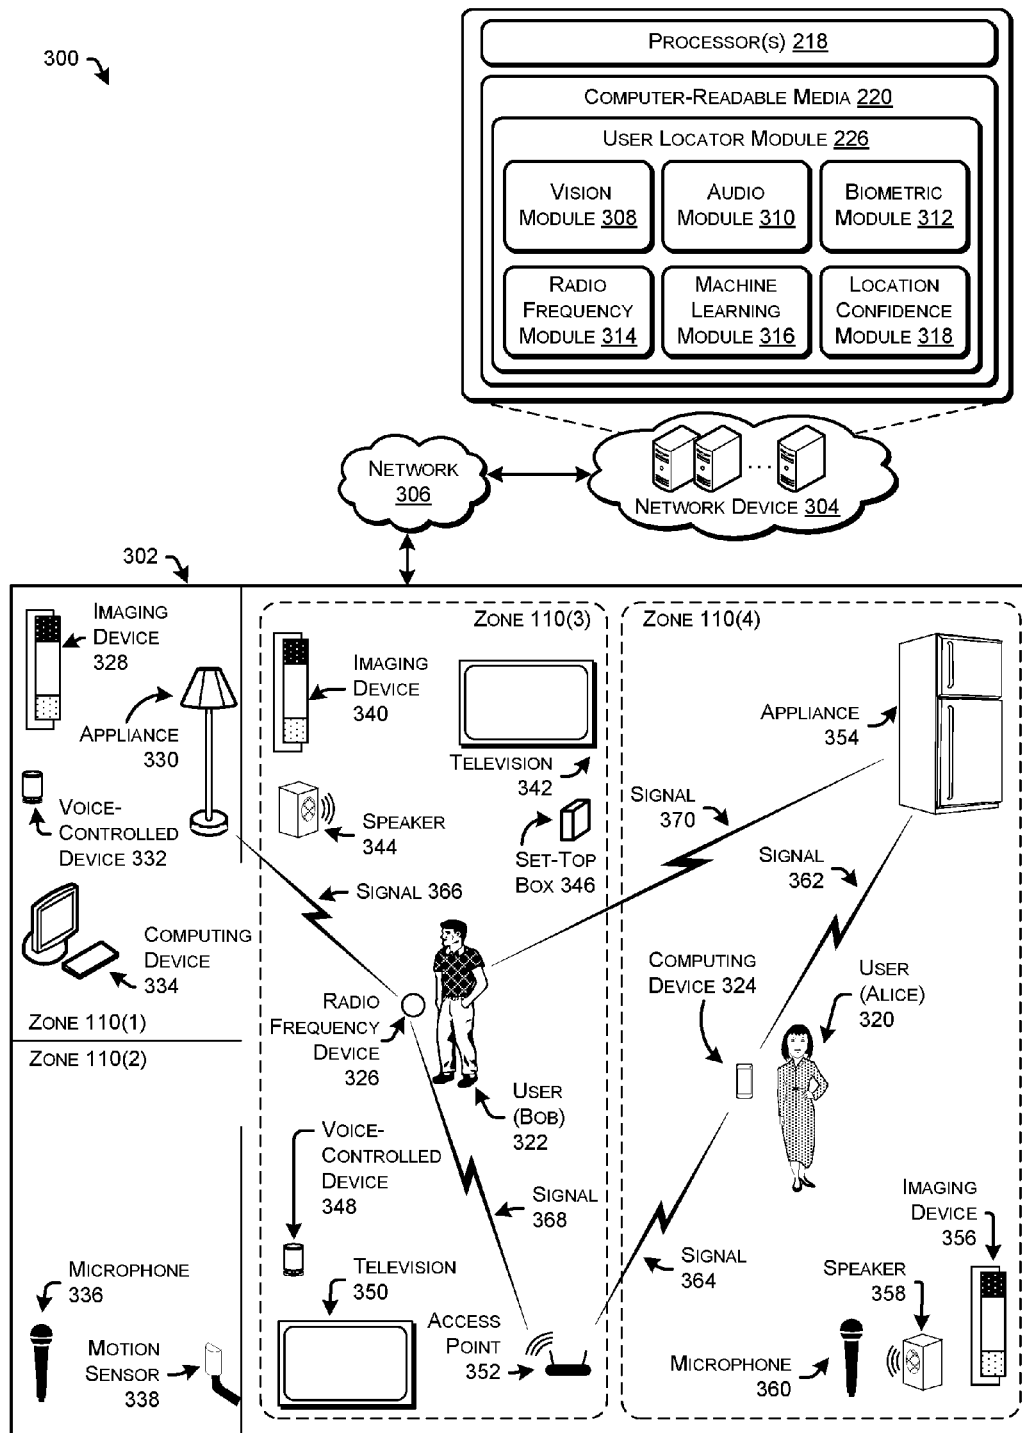 300
PROCESSOR(S) 218
COMPUTER-READABLE MEDIA 220
USER LOCATOR MODULE 226
VISION
MODULE 308
AUDIO
MODULE 310
BIOMETRIC
MODULE 312
RADIO
FREQUENCY
MODULE 314
MACHINE
LEARNING
MODULE 316
LOCATION
CONFIDENCE
MODULE 318
NETWORK
306
...
NETWORK DEVICE 304
302
IMAGING
DEVICE
328
APPLIANCE
330
VOICE-
CONTROLLED
DEVICE 332
COMPUTING
DEVICE
334
ZONE 110(1)
ZONE 110(2)
MICROPHONE
336
MOTION
SENSOR
338
ZONE 110(3)
IMAGING
DEVICE
340
TELEVISION
342
SPEAKER
344
SET-TOP
BOX 346
SIGNAL 366
RADIO
FREQUENCY
DEVICE
326
USER
(BOB)
322
VOICE-
CONTROLLED
DEVICE
348
SIGNAL
368
TELEVISION
350
ACCESS
POINT
352
ZONE 110(4)
APPLIANCE
354
SIGNAL
370
SIGNAL
362
COMPUTING
DEVICE 324
USER
(ALICE)
320
IMAGING
DEVICE
356
SIGNAL
364
SPEAKER
358
MICROPHONE
360